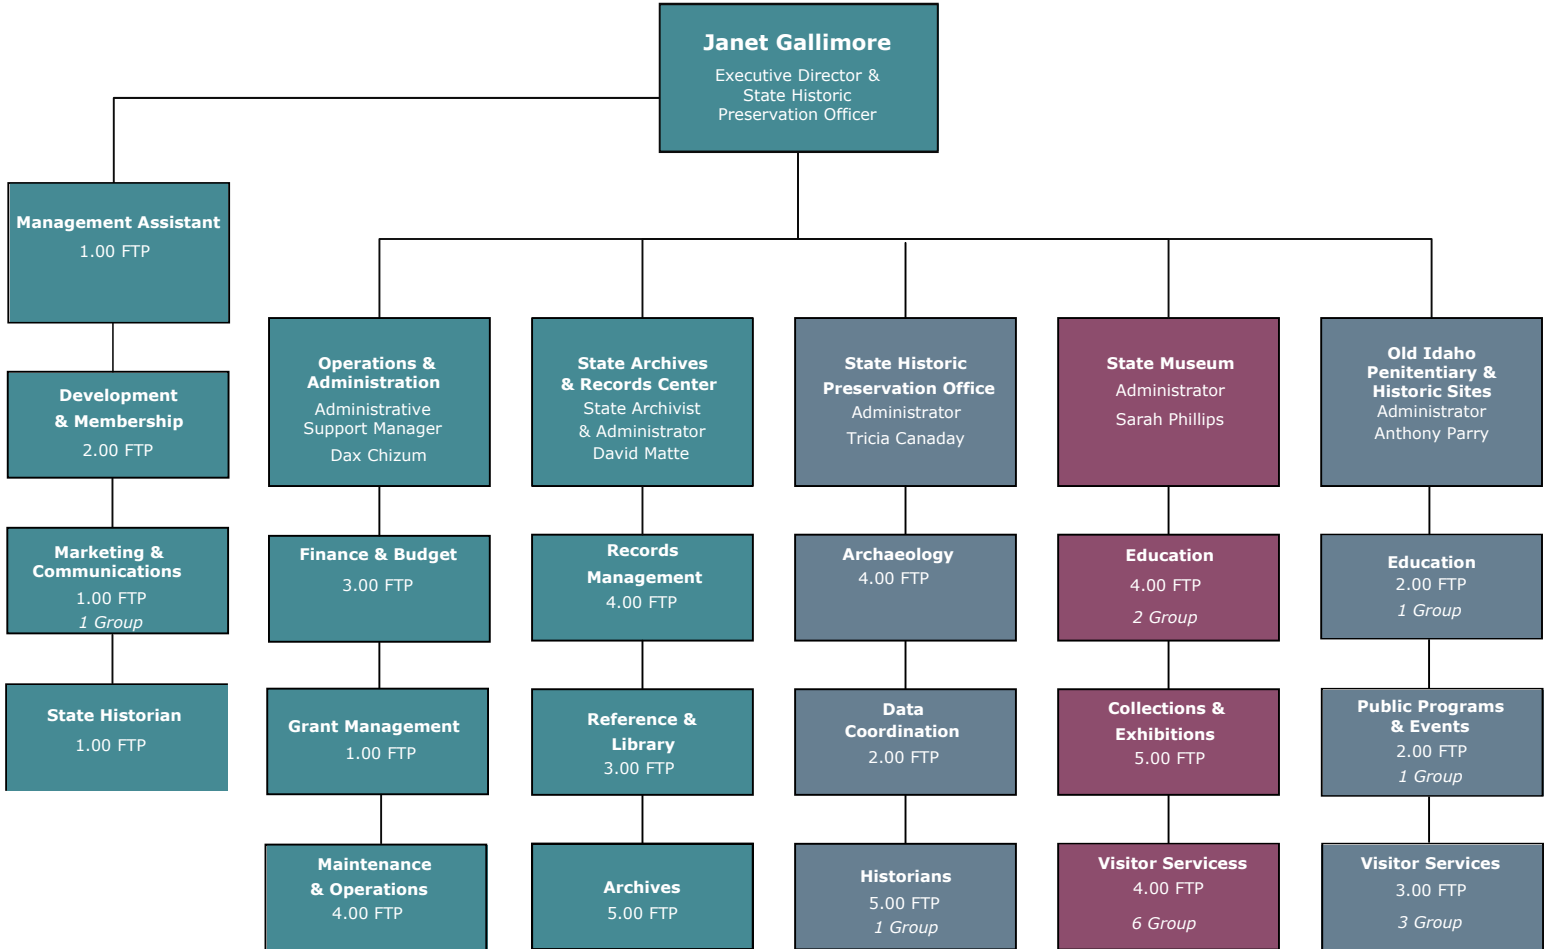 Janet Gallimore
Executive Director &
State Historic
Preservation Officer
Management Assistant
1.00 FTP
Development
& Membership
2.00 FTP
Marketing &
Communications
1.00 FTP
1 Group
State Historian
1.00 FTP
Operations &
Administration
Administrative
Support Manager
Dax Chizum
Finance & Budget
3.00 FTP
Grant Management
1.00 FTP
Maintenance
& Operations
4.00 FTP
State Archives
& Records Center
State Archivist
& Administrator
David Matte
Records
Management
4.00 FTP
Reference &
Library
3.00 FTP
Archives
5.00 FTP
State Historic
Preservation Office
Administrator
Tricia Canaday
Archaeology
4.00 FTP
Data
Coordination
2.00 FTP
Historians
5.00 FTP
1 Group
State Museum
Administrator
Sarah Phillips
Education
4.00 FTP
2 Group
Collections &
Exhibitions
5.00 FTP
Visitor Servicess
4.00 FTP
6 Group
Old Idaho
Penitentiary &
Historic Sites
Administrator
Anthony Parry
Education
2.00 FTP
1 Group
Public Programs
& Events
2.00 FTP
1 Group
Visitor Services
3.00 FTP
3 Group